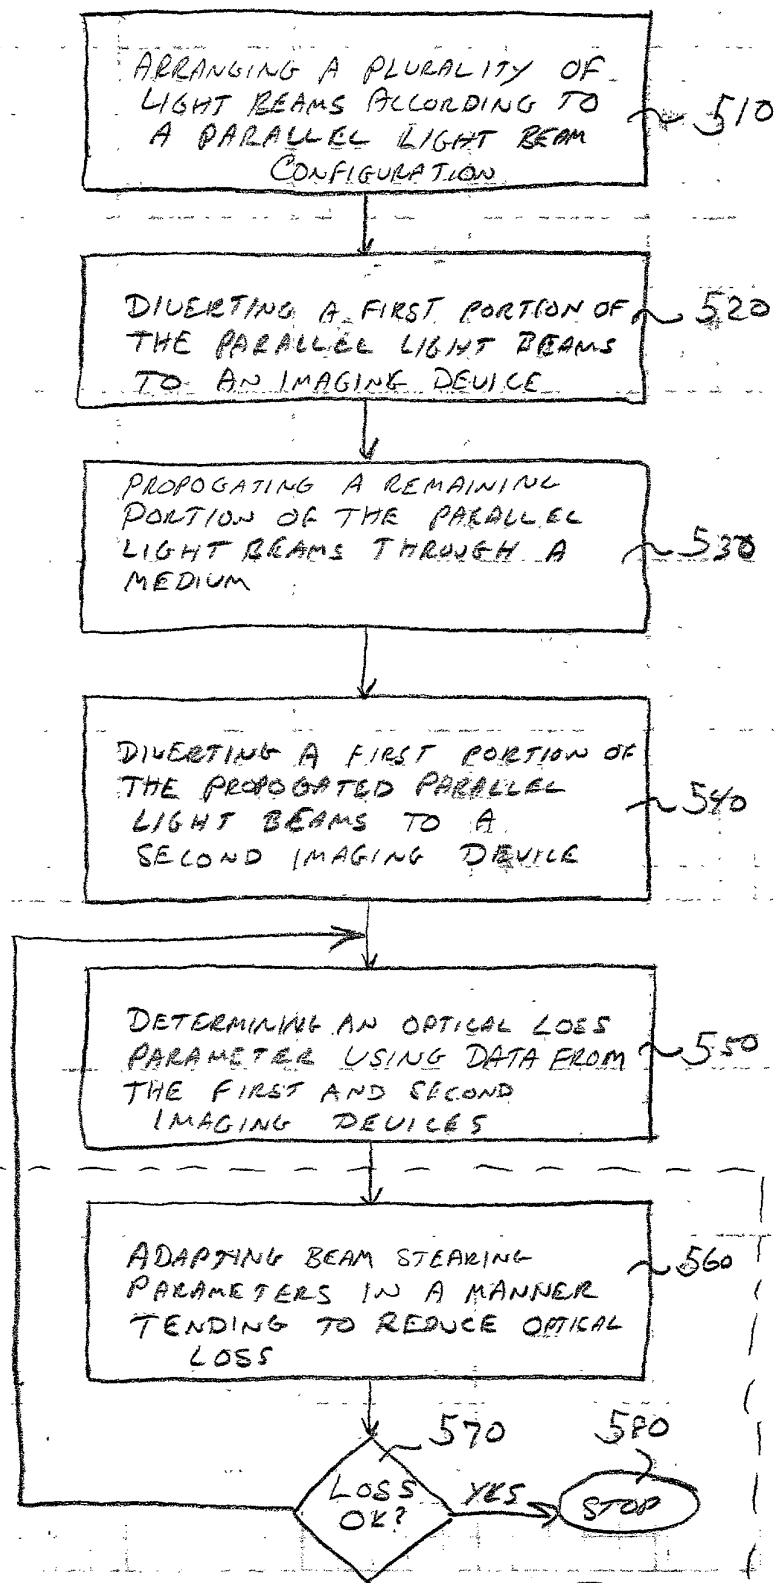 ARRANGING A PLURALITY OF
LIGHT BEAMS ACCORDING TO
A PARALLEL LIGHT BEAM
CONFIGURATION
510
DIVERTING A FIRST PORTION OF
THE PARALLEL LIGHT BEAMS
TO AN IMAGING DEVICE
520
PROPOGATING A REMAINING
PORTION OF THE PARALLEL
LIGHT BEAMS THROUGH A
MEDIUM
530
DIVERTING A FIRST PORTION OF
THE PROPOGATED PARALLEL
LIGHT BEAMS TO A
SECOND IMAGING DEVICE
540
DETERMINING AN OPTICAL LOSS
PARAMETER USING DATA FROM
THE FIRST AND SECOND
IMAGING DEVICES
550
ADAPTING BEAM STEARING
PARAMETERS IN A MANNER
TENDING TO REDUCE OPTICAL
LOSS
560
570
580
LOSS
OK?
YES
STOP